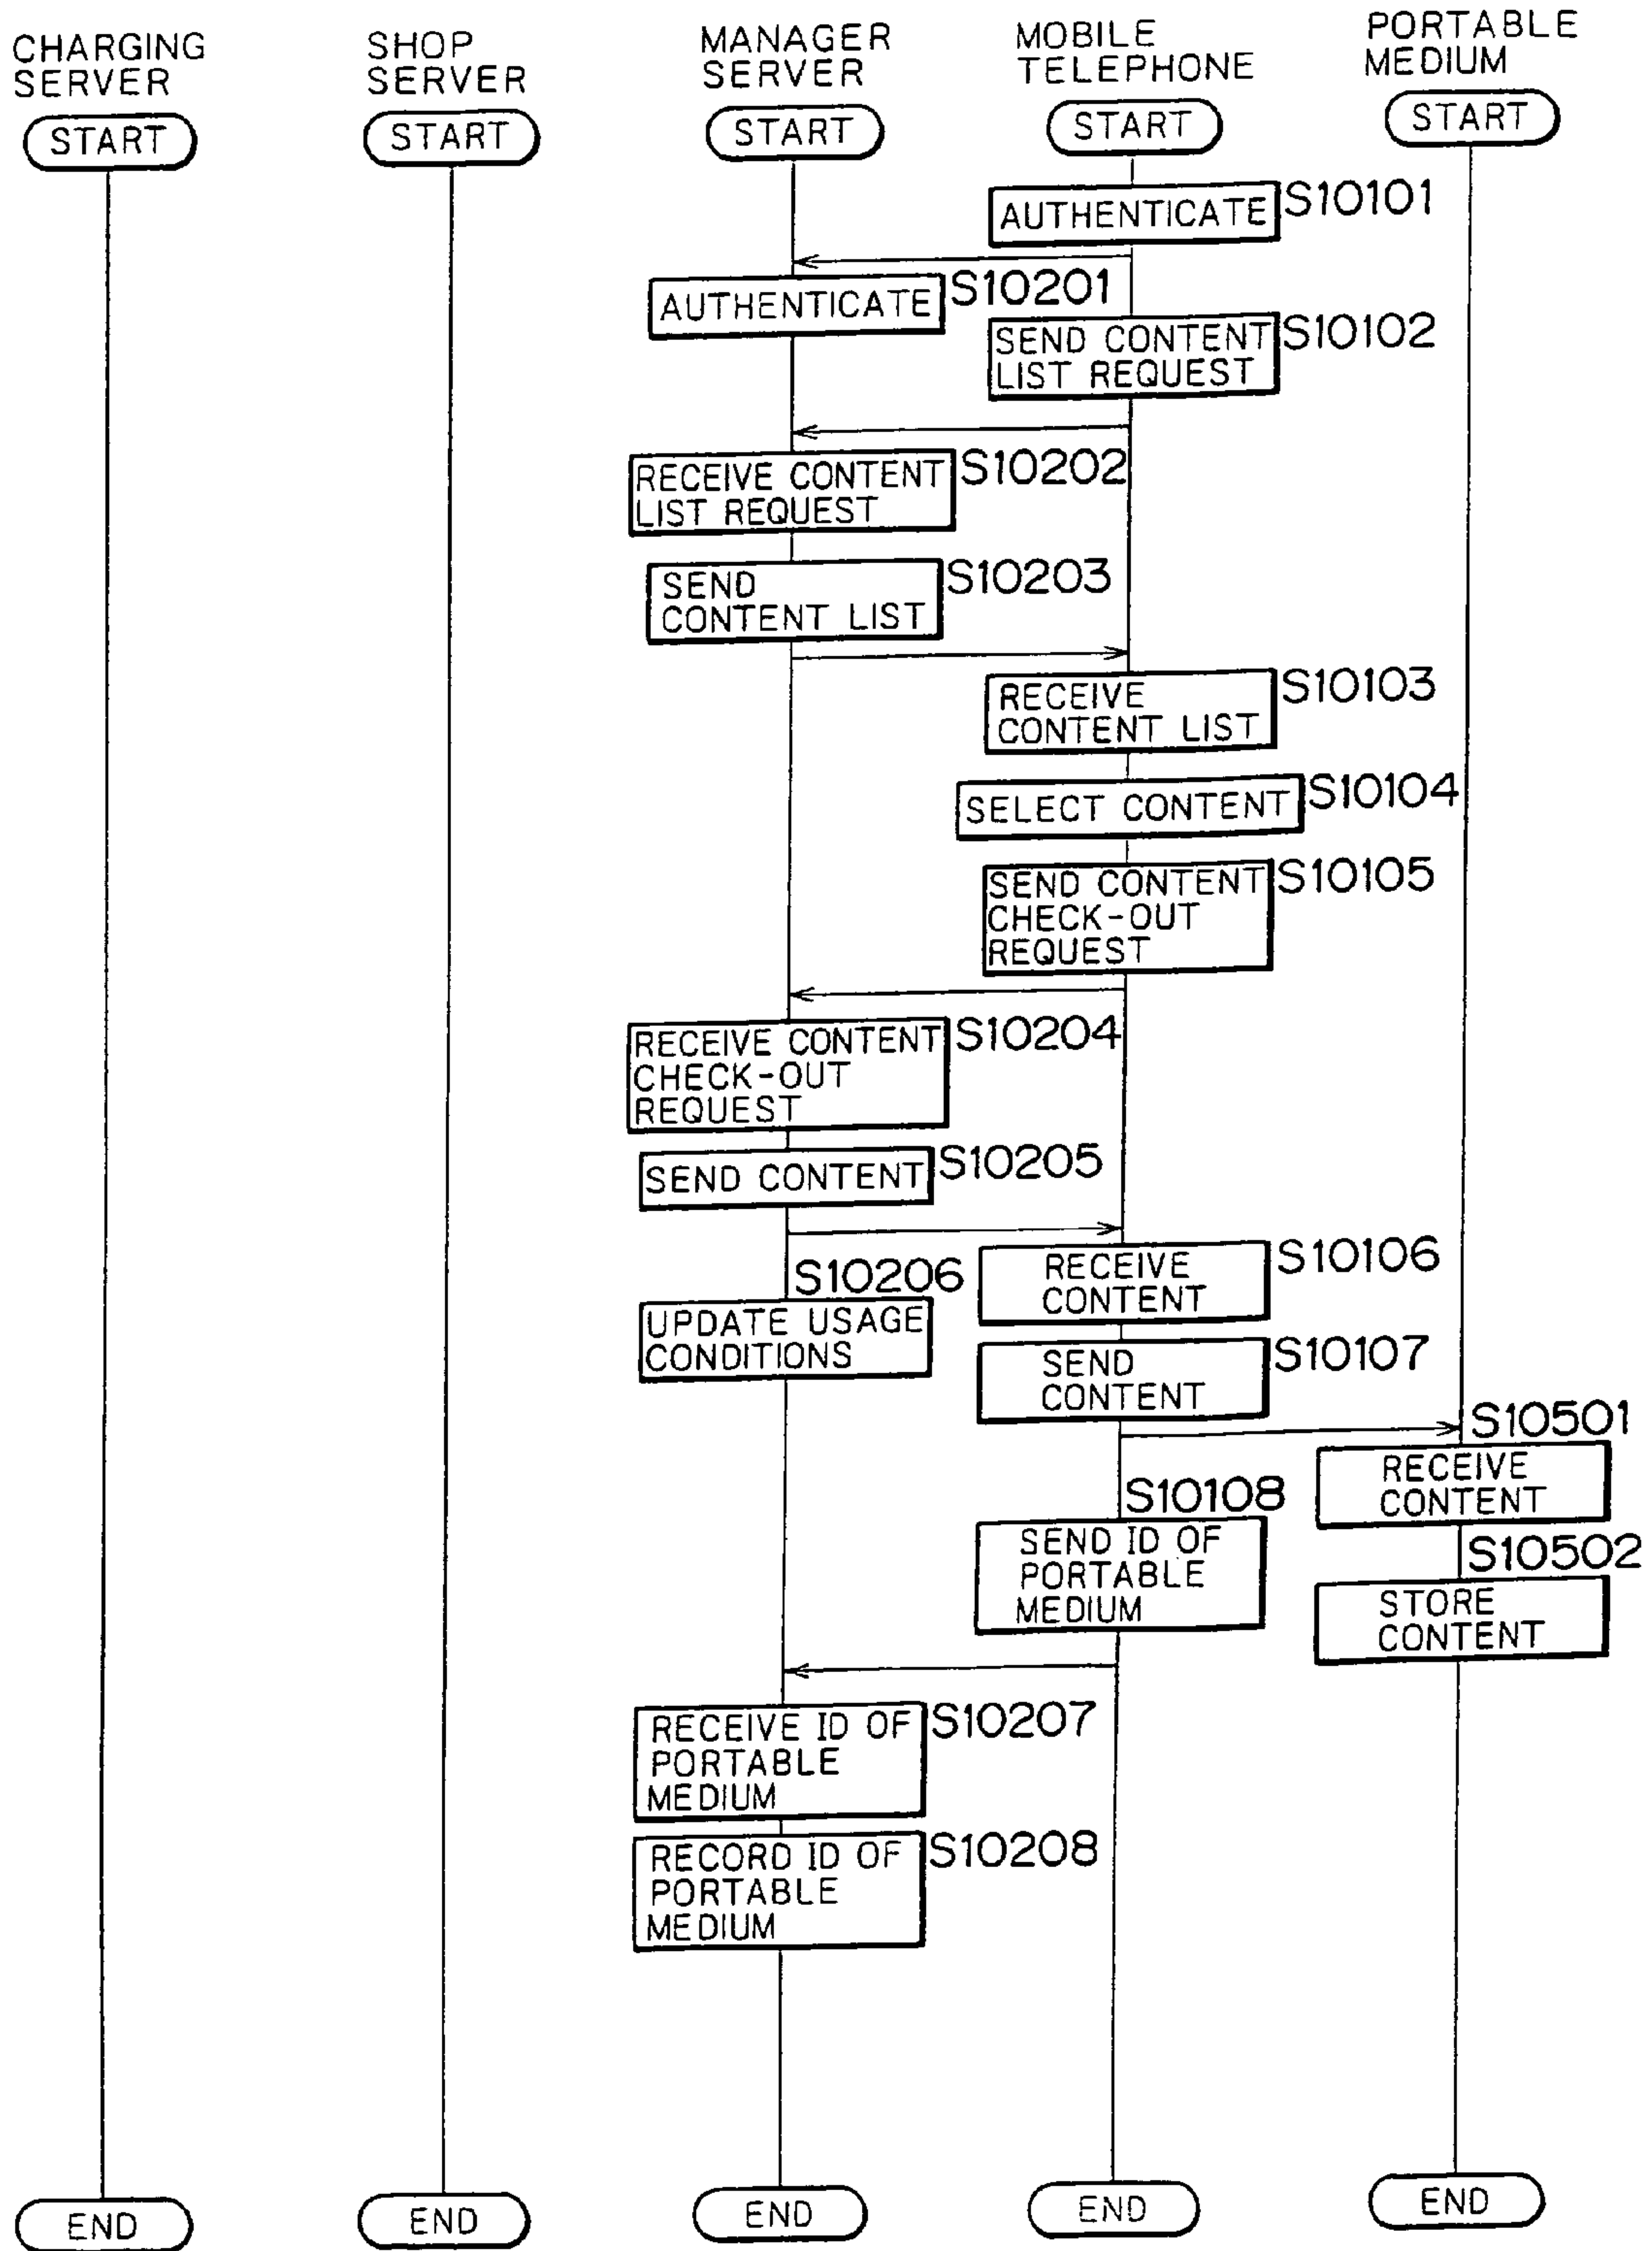 CHARGING
SERVER
SHOP
SERVER
MANAGER
SERVER
MOBILE
TELEPHONE
PORTABLE
MEDIUM
START
START
START
START
START
AUTHENTICATE
S10101
AUTHENTICATE
S10201
SEND CONTENT
LIST REQUEST
S10102
RECEIVE CONTENT
LIST REQUEST
S10202
SEND
CONTENT LIST
S10203
RECEIVE
CONTENT LIST
S10103
SELECT CONTENT
S10104
SEND CONTENT
CHECK-OUT
REQUEST
S10105
RECEIVE CONTENT
CHECK-OUT
REQUEST
S10204
SEND CONTENT
S10205
RECEIVE
CONTENT
S10106
S10206
UPDATE USAGE
CONDITIONS
SEND
CONTENT
S10107
S10501
RECEIVE
CONTENT
S10108
SEND ID OF
PORTABLE
MEDIUM
S10502
STORE
CONTENT
RECEIVE ID OF
PORTABLE
MEDIUM
S10207
RECORD ID OF
PORTABLE
MEDIUM
S10208
END
END
END
END
END